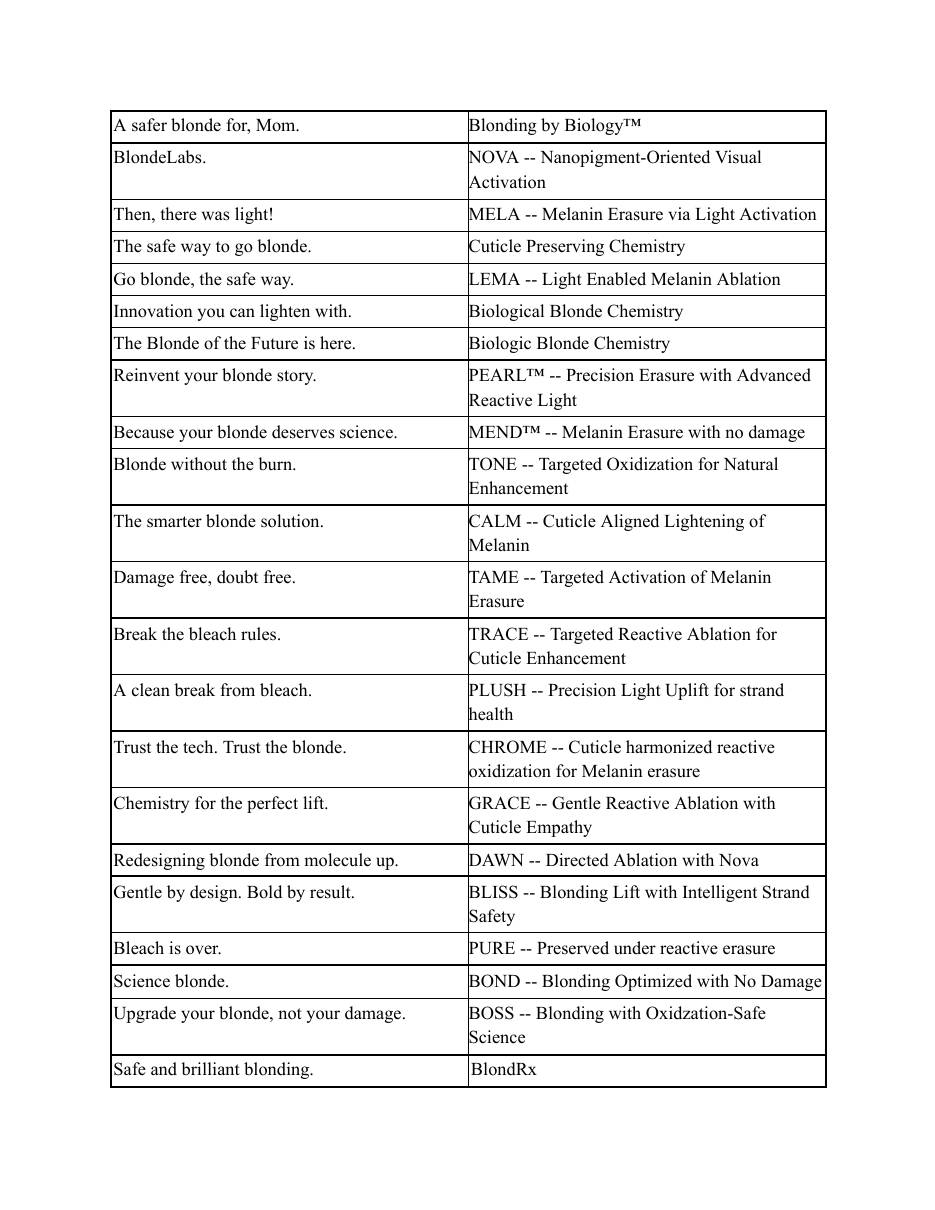 A safer blonde for, Mom.
Blonding by Biology™
BlondeLabs.
NOVA -- Nanopigment-Oriented Visual
Activation
Then, there was light!
MELA -- Melanin Erasure via Light Activation
The safe way to go blonde.
Cuticle Preserving Chemistry
Go blonde, the safe way.
LEMA -- Light Enabled Melanin Ablation
Innovation you can lighten with.
Biological Blonde Chemistry
The Blonde of the Future is here.
Biologic Blonde Chemistry
Reinvent your blonde story.
PEARL™ -- Precision Erasure with Advanced
Reactive Light
Because your blonde deserves science.
MEND™ -- Melanin Erasure with no damage
Blonde without the burn.
TONE -- Targeted Oxidization for Natural
Enhancement
The smarter blonde solution.
CALM -- Cuticle Aligned Lightening of
Melanin
Damage free, doubt free.
TAME -- Targeted Activation of Melanin
Erasure
Break the bleach rules.
TRACE -- Targeted Reactive Ablation for
Cuticle Enhancement
A clean break from bleach.
PLUSH -- Precision Light Uplift for strand
health
Trust the tech. Trust the blonde.
CHROME -- Cuticle harmonized reactive
oxidization for Melanin erasure
Chemistry for the perfect lift.
GRACE -- Gentle Reactive Ablation with
Cuticle Empathy
Redesigning blonde from molecule up.
DAWN -- Directed Ablation with Nova
Gentle by design. Bold by result.
BLISS -- Blonding Lift with Intelligent Strand
Safety
Bleach is over.
PURE -- Preserved under reactive erasure
Science blonde.
BOND -- Blonding Optimized with No Damage
Upgrade your blonde, not your damage.
BOSS -- Blonding with Oxidzation-Safe
Science
Safe and brilliant blonding.
BlondRx